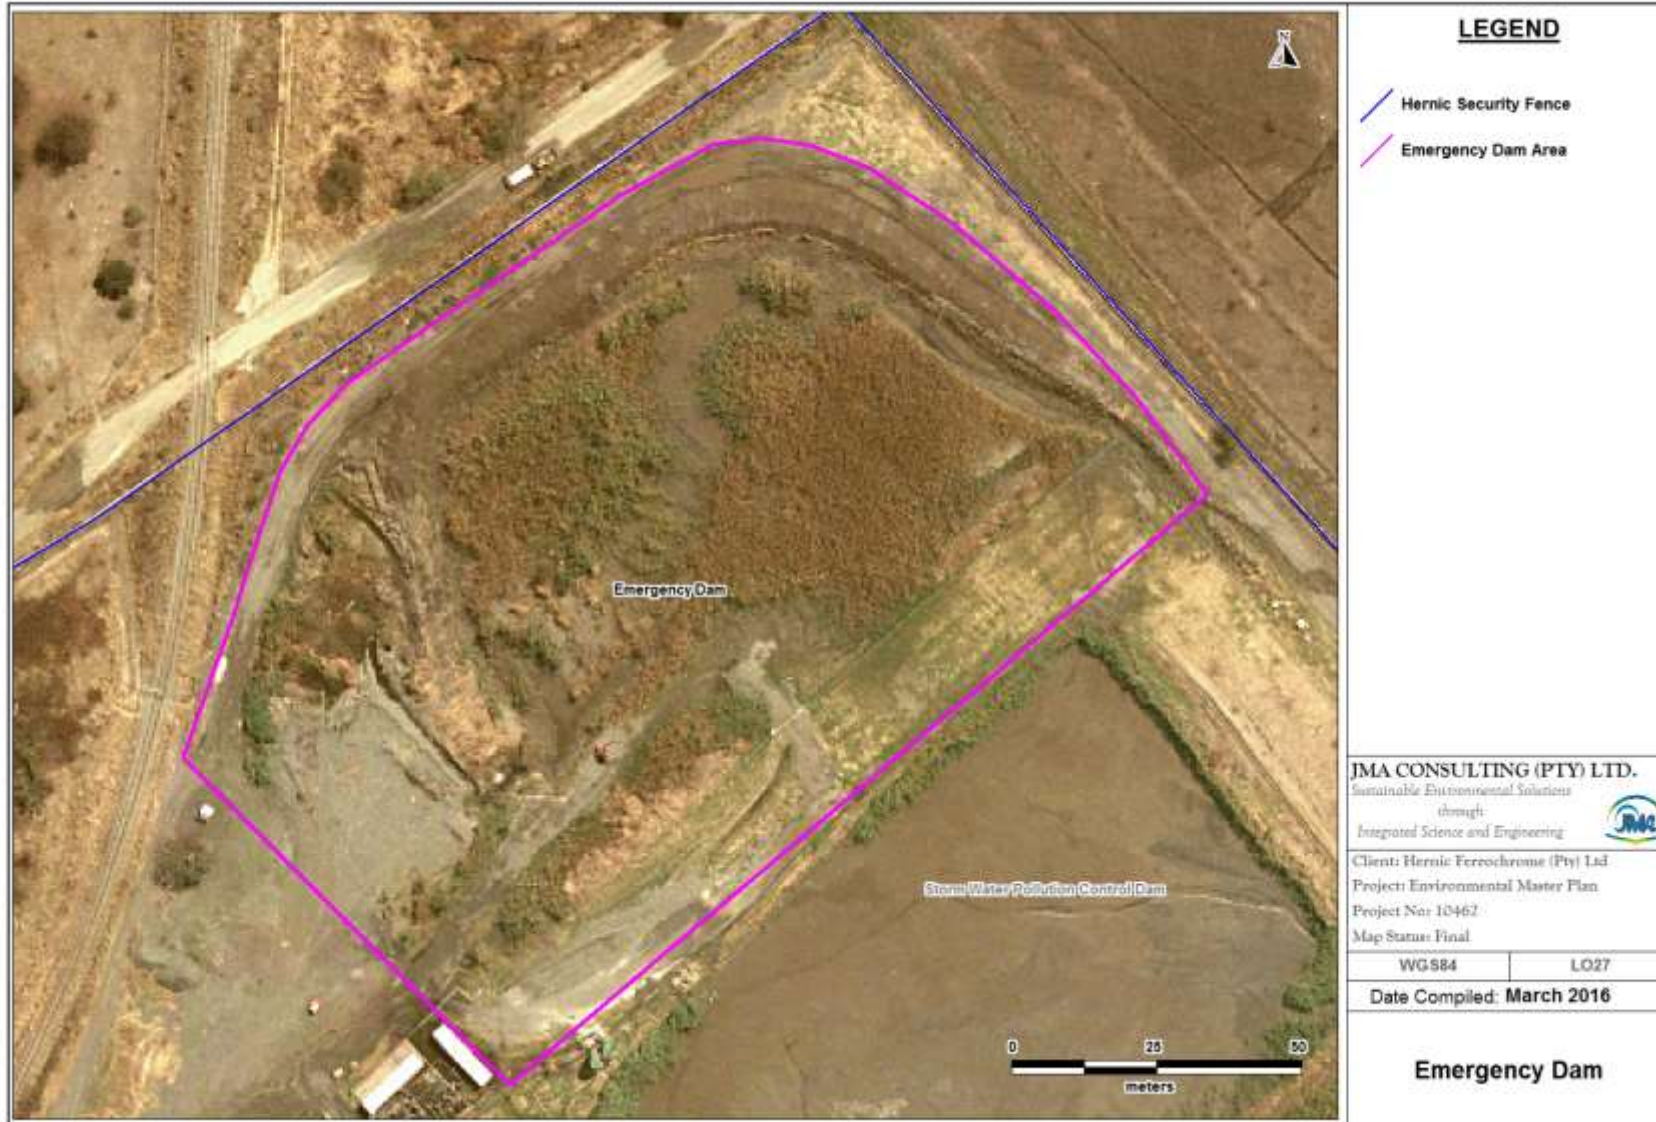 N
Emergency Dam
Storm Water Pollution Control Dam
0 25 50
meters
LEGEND
Hernic Security Fence
Emergency Dam Area
JMA CONSULTING (PTY) LTD.
Sustainable Environmental Solutions
through
Integrated Science and Engineering
JMA
Client: Hernic Ferrochrome (Pty) Ltd
Project: Environmental Master Plan
Project No: 10462
Map Status: Final
WGS84 LO27
Date Compiled: March 2016
Emergency Dam